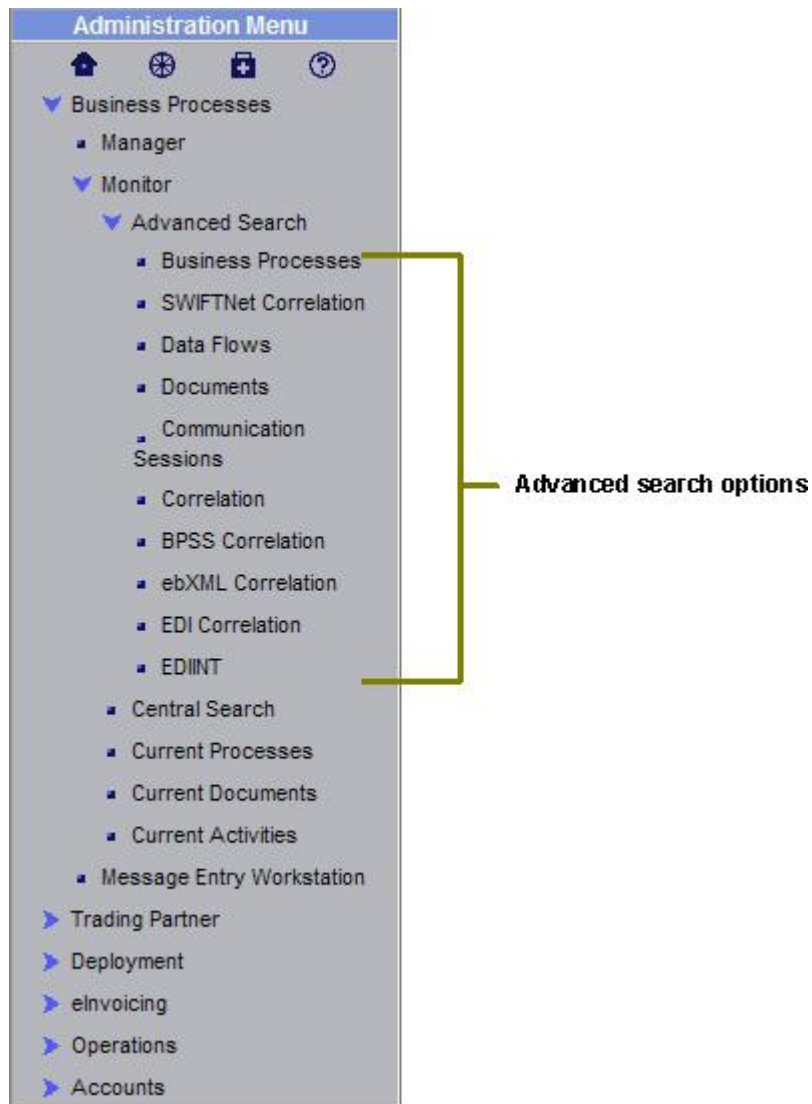 Administration Menu
Business Processes
Manager
Monitor
Advanced Search
Business Processes
SWIFTNet Correlation
Data Flows
Documents
Communication
Sessions
Correlation
BPSS Correlation
ebXML Correlation
EDI Correlation
EDIINT
Central Search
Current Processes
Current Documents
Current Activities
Message Entry Workstation
Trading Partner
Deployment
eInvoicing
Operations
Accounts
Advanced search options